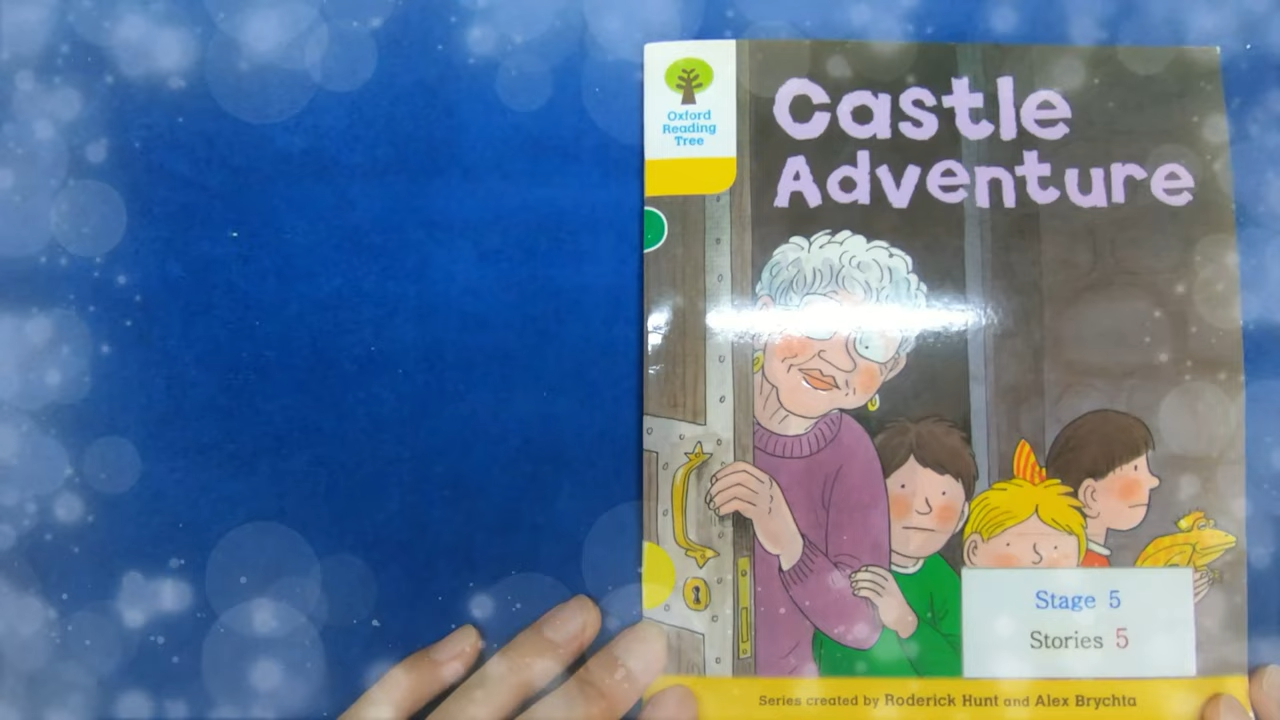 Oxford
Reading
Tree
Castle
Adventure
Stage 5
Stories 5
Series created by Roderick Hunt and Alex Brychta